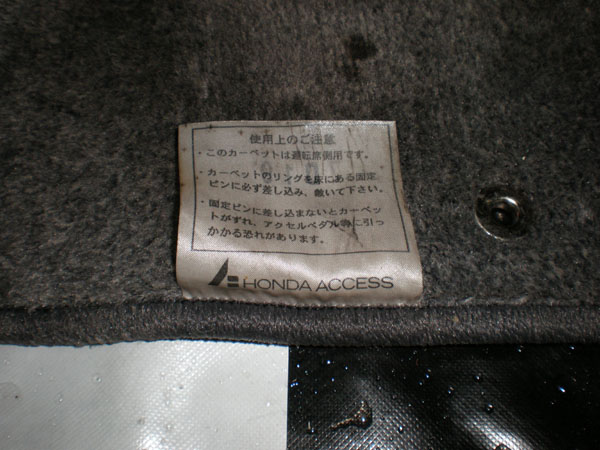 使用上のご注意
・このカーペットは運転席側用です。
・カーペットのリングを床にある固定
ピンに必ず差し込み、敷いて下さい。
・固定ピンに差し込まないとカーペッ
トがずれ、アクセルペダル等に引っ
かかる恐れがあります。
HONDA ACCESS